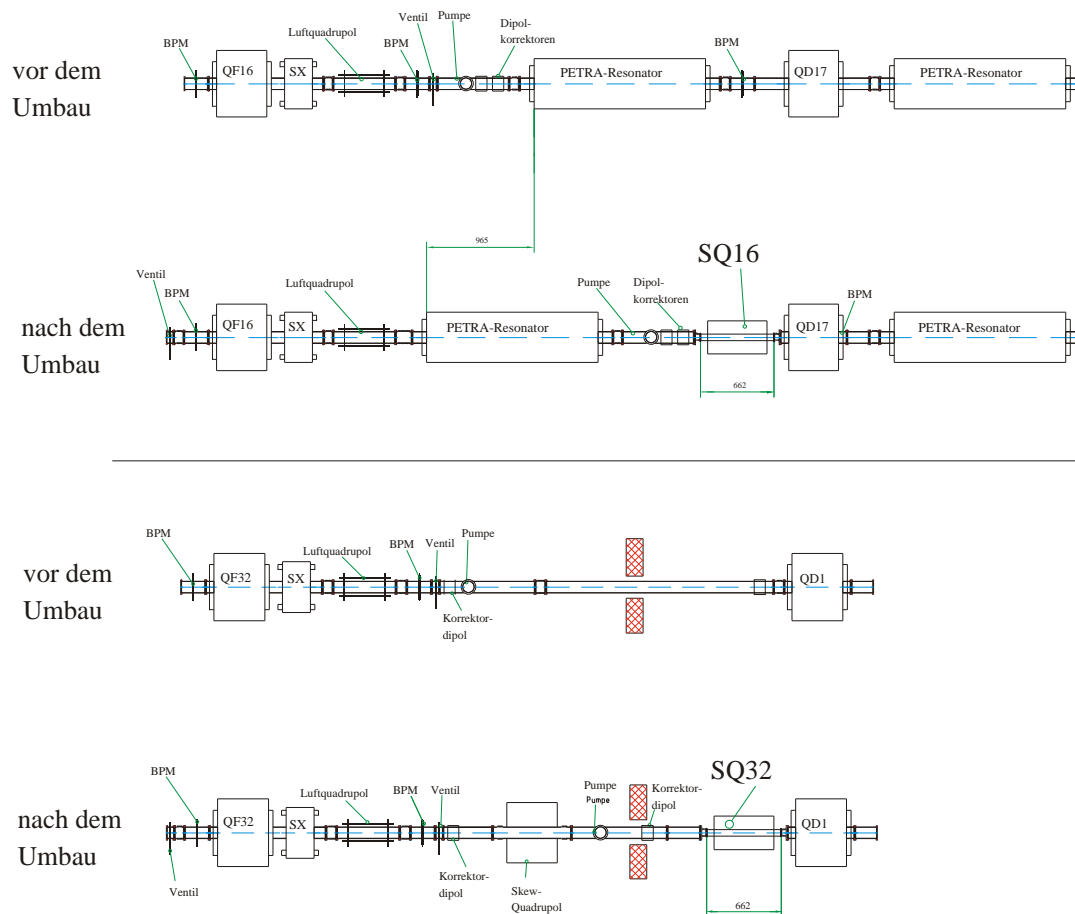 Pumpe
Ventil
Dipol-
korrektoren
Luftquadrupol
BPM
BPM
BPM
vor dem
Umbau
QF16
SX
PETRA-Resonator
QD17
PETRA-Resonator
965
SQ16
Ventil
BPM
Luftquadrupol
Pumpe
Dipol-
korrektoren
BPM
nach dem
Umbau
QF16
SX
PETRA-Resonator
QD17
PETRA-Resonator
662
BPM
Luftquadrupol
BPM
Ventil
Pumpe
vor dem
Umbau
QF32
SX
QD1
Korrektor-
dipol
SQ32
BPM
Luftquadrupol
BPM
Ventil
Pumpe
Pumpe
Korrektor-
dipol
nach dem
Umbau
QF32
SX
QD1
Ventil
Korrektor-
dipol
Skew-
Quadrupol
662